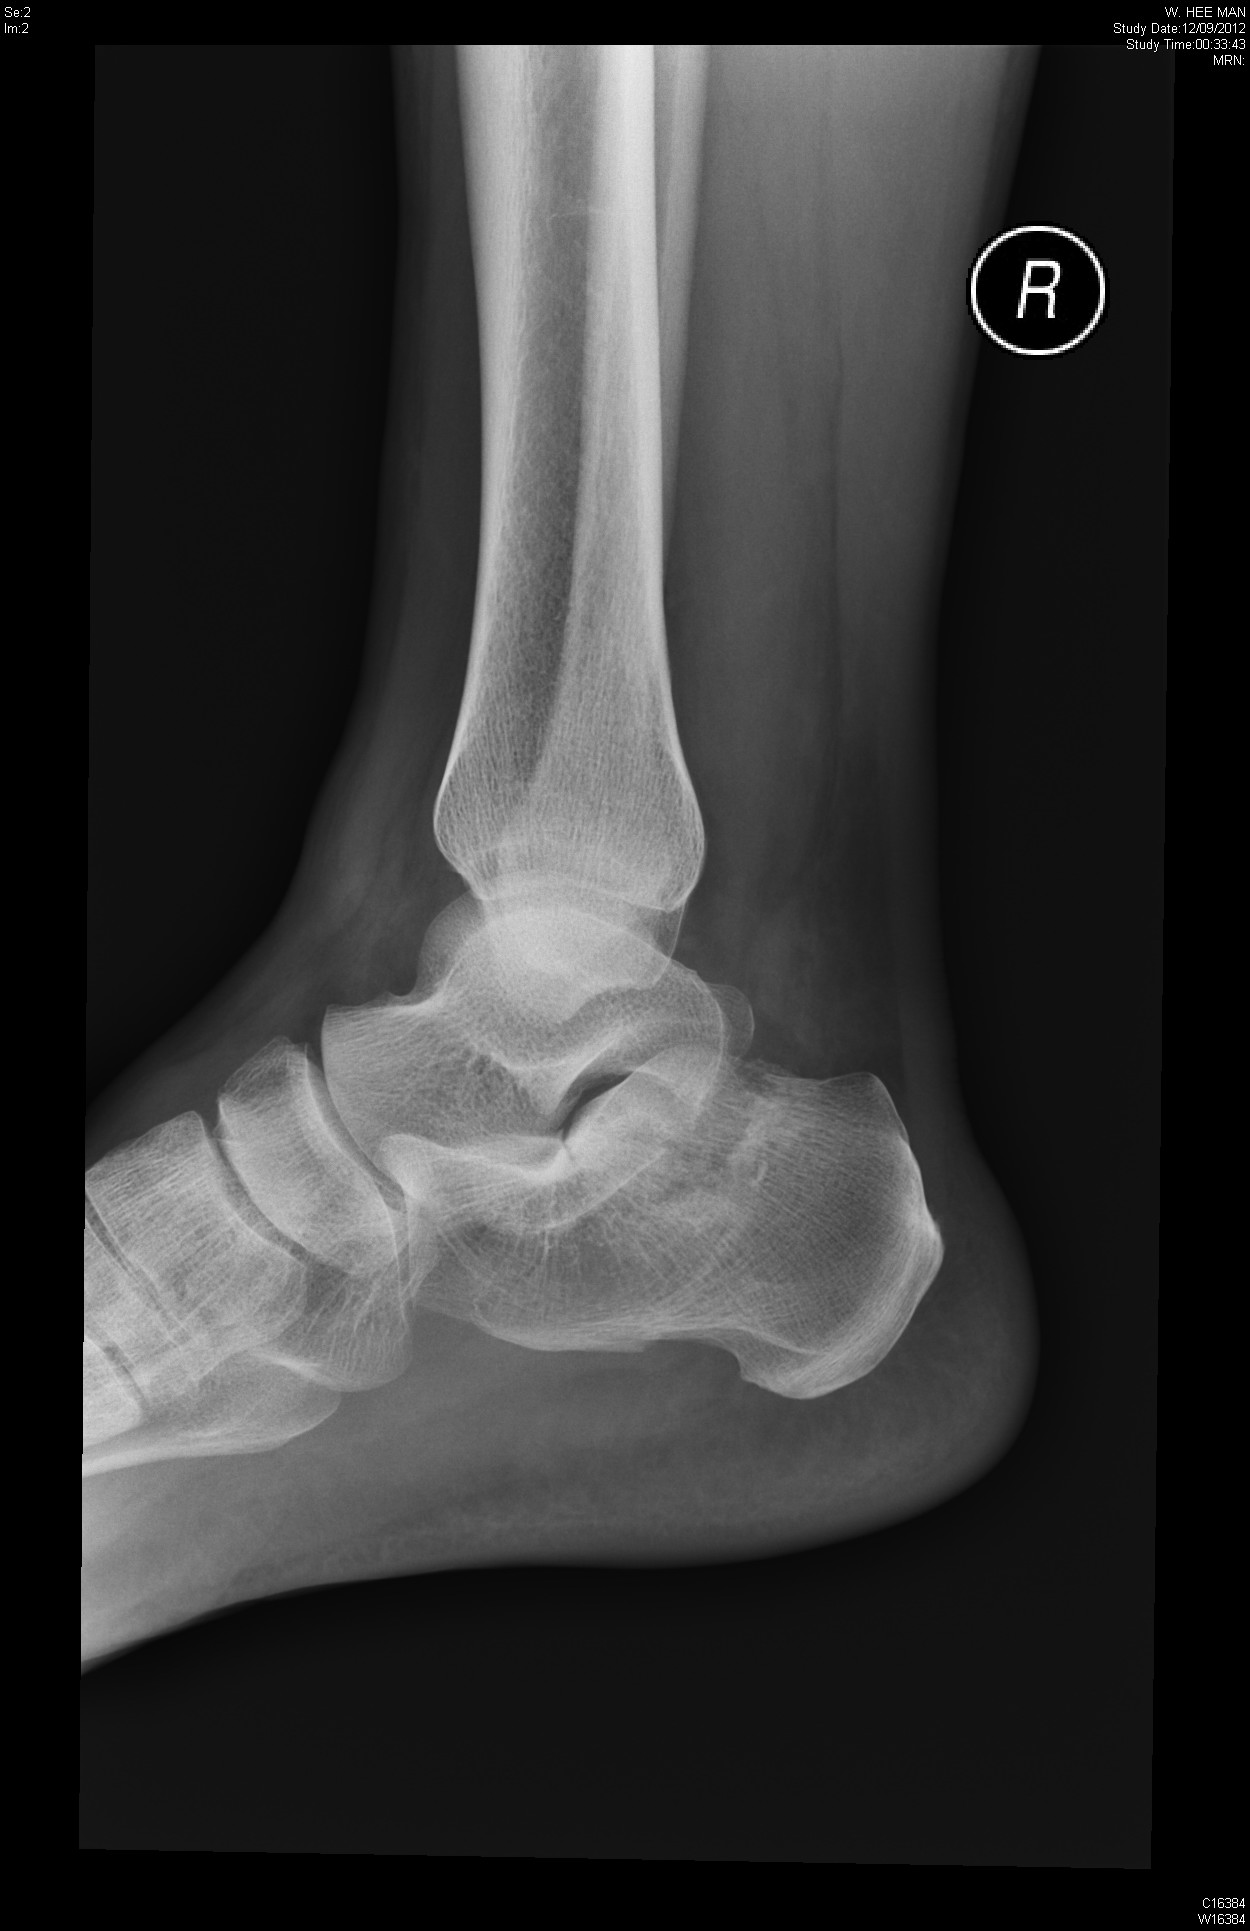 Se:2
Im:2
W. HEE MAN
Study Date:12/09/2012
Study Time:00:33:43
MRN:
R
C16384
W16384